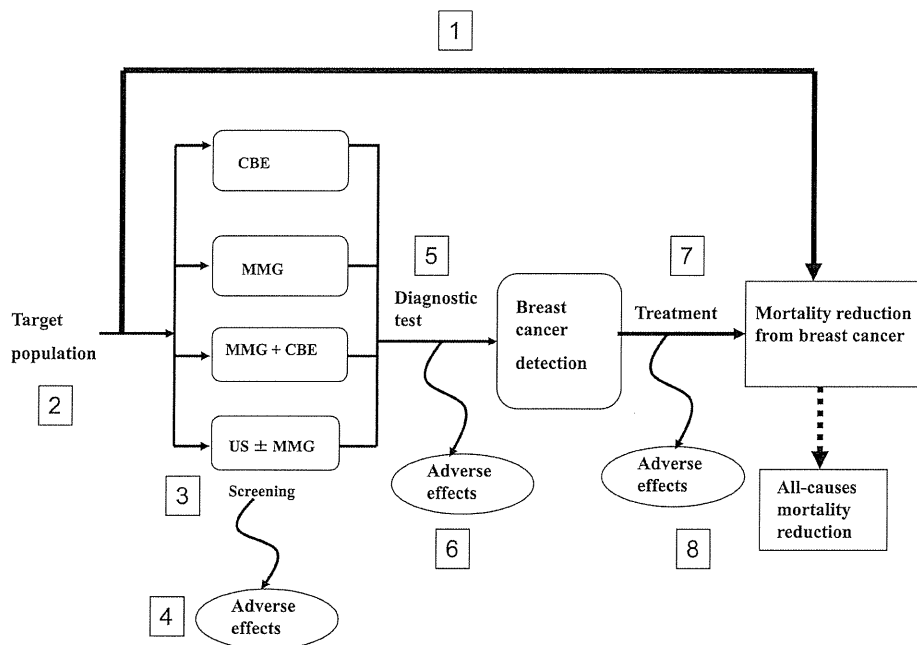 1
CBE
MMG
5
7
Diagnostic
test
Breast
cancer
detection
Treatment
Mortality reduction
from breast cancer
Target
population
MMG + CBE
2
US ± MMG
3
Screening
Adverse
effects
6
Adverse
effects
8
All-causes
mortality
reduction
4
Adverse
effects